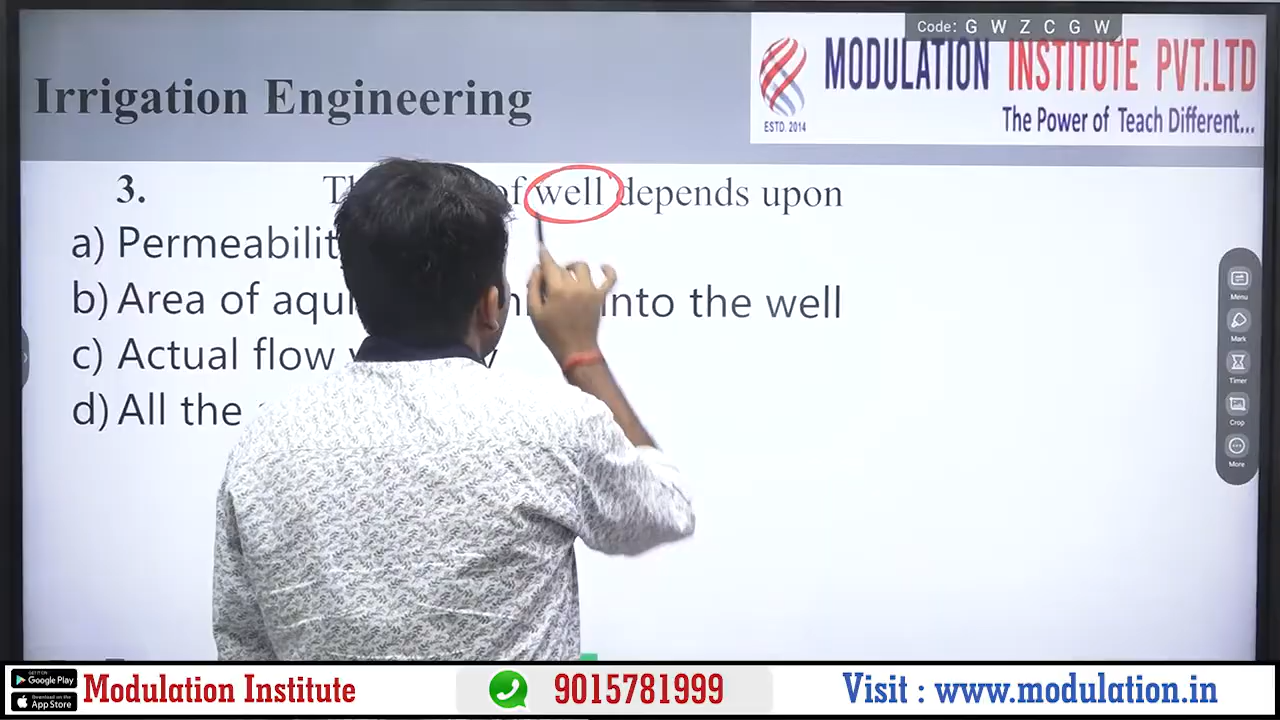 Code: G W Z C G W
MODULATION INSTITUTE PVT.LTD
ESTD. 2014
The Power of Teach Different...
Irrigation Engineering
3. of well depends upon
a) Permeabilit
b) Area of aqui into the well
c) Actual flow
d) All the
Menu
Mark
Timer
Crop
More
GET IT ON
Google Play
Download on the
App Store
Modulation Institute
9015781999
Visit : www.modulation.in